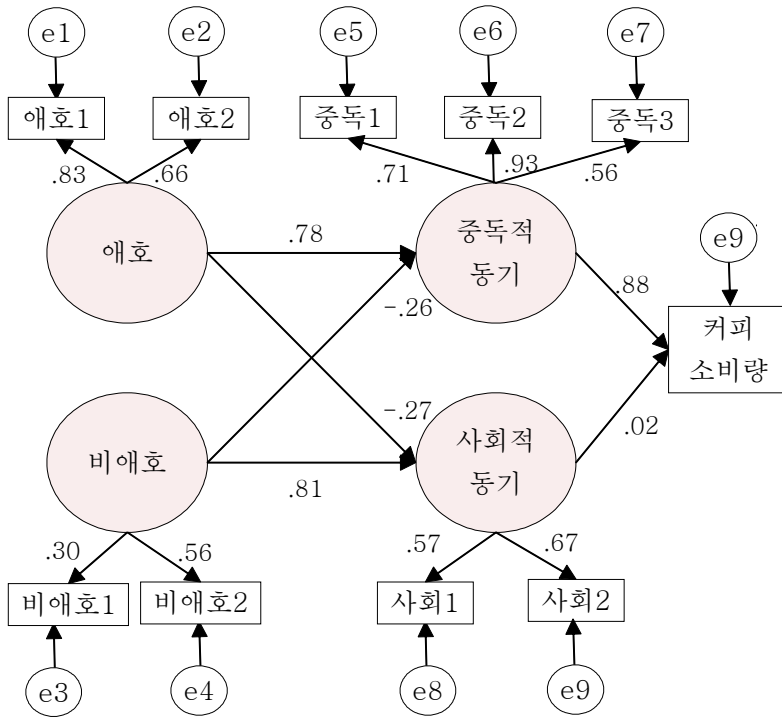 e1
e2
e5
e6
e7
애호1
애호2
중독1
중독2
중독3
.83
.66
.71
.93
.56
애호
.78
중독적
동기
e9
-.26
.88
커피
소비량
비애호
-.27
사회적
동기
.02
.81
.30
.56
.57
.67
비애호1
비애호2
사회1
사회2
e3
e4
e8
e9